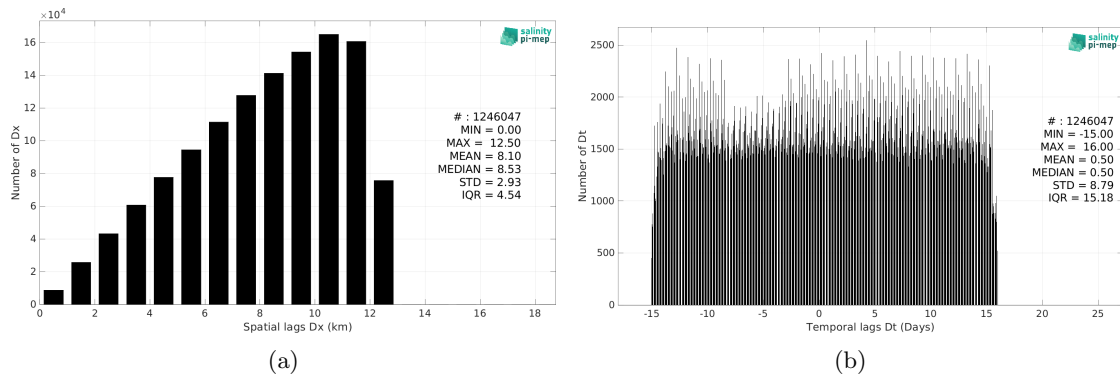 ×10⁴
16
14
12
10
8
6
4
2
0
Number of Dx
salinity
pi-mep
# : 1246047
MIN = 0.00
MAX = 12.50
MEAN = 8.10
MEDIAN = 8.53
STD = 2.93
IQR = 4.54
0 2 4 6 8 10 12 14 16 18
Spatial lags Dx (km)
(a)
2500
2000
1500
1000
500
0
Number of Dt
salinity
pi-mep
# : 1246047
MIN = -15.00
MAX = 16.00
MEAN = 0.50
MEDIAN = 0.50
STD = 8.79
IQR = 15.18
-15 -10 -5 0 5 10 15 20 25
Temporal lags Dt (Days)
(b)